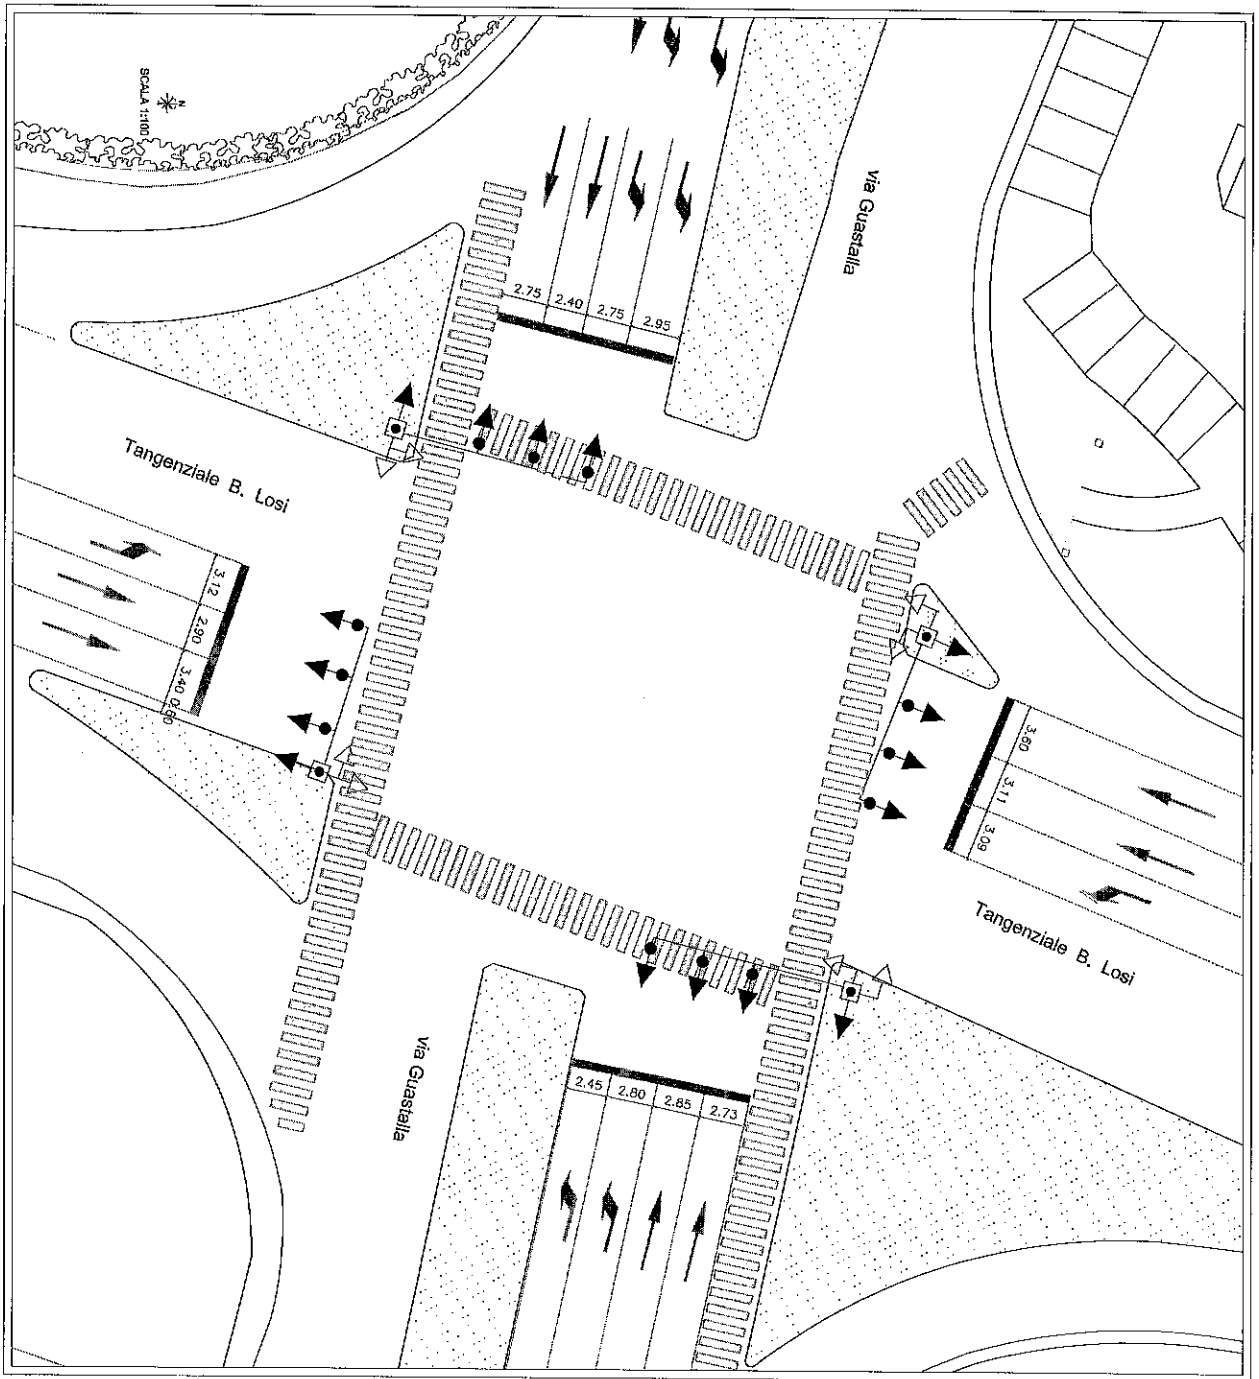 N
SCALA 1:100
via Guastalla
2.75 2.40 2.75 2.95
Tangenziale B. Losi
3.12 2.90 3.40 0.60
3.60 3.11 3.09
Tangenziale B. Losi
via Guastalla
2.45 2.80 2.85 2.73